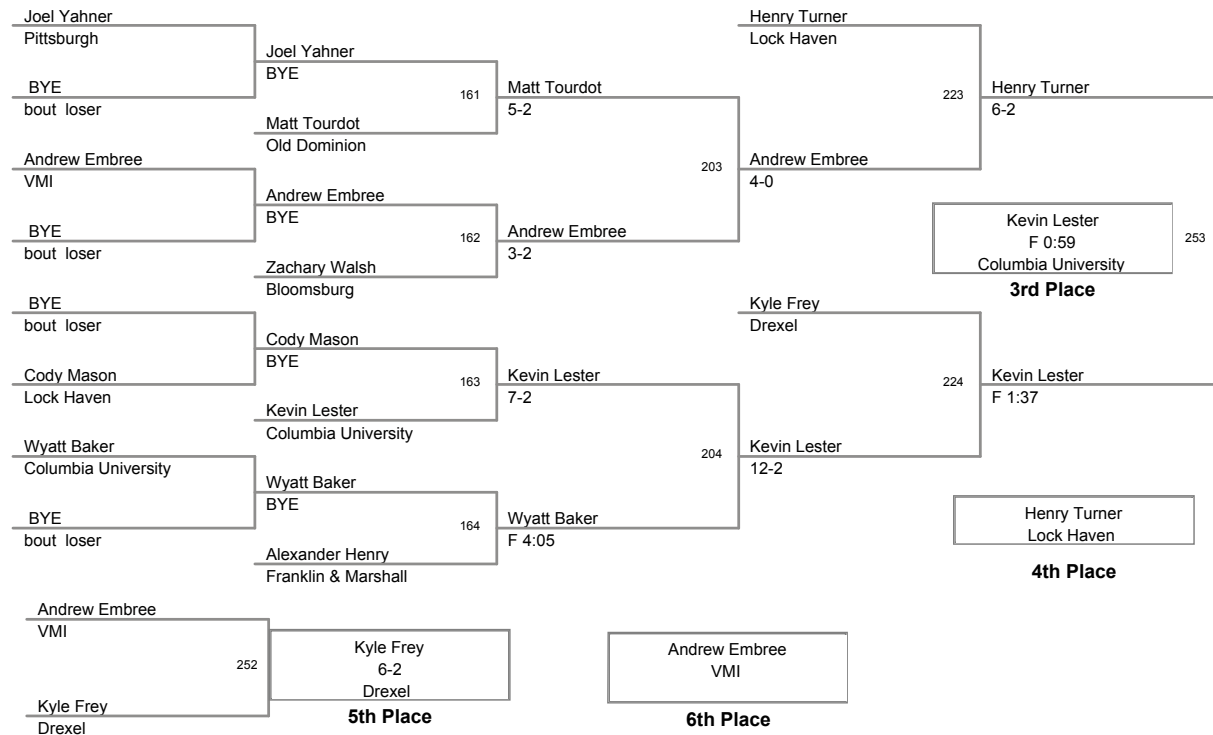 Joel Yahner
Pittsburgh
BYE
bout loser
Andrew Embree
VMI
BYE
bout loser
BYE
bout loser
Cody Mason
Lock Haven
Wyatt Baker
Columbia University
BYE
bout loser
Joel Yahner
BYE
161
Matt Tourdot
Old Dominion
Andrew Embree
BYE
162
Zachary Walsh
Bloomsburg
Cody Mason
BYE
163
Kevin Lester
Columbia University
Wyatt Baker
BYE
164
Alexander Henry
Franklin & Marshall
Matt Tourdot
5-2
203
Andrew Embree
3-2
Kevin Lester
7-2
204
Wyatt Baker
F 4:05
Henry Turner
Lock Haven
223
Andrew Embree
4-0
Kyle Frey
Drexel
224
Kevin Lester
12-2
Henry Turner
6-2
Kevin Lester
F 0:59
Columbia University
253
3rd Place
Kevin Lester
F 1:37
Henry Turner
Lock Haven
4th Place
Andrew Embree
VMI
252
Kyle Frey
Drexel
Kyle Frey
6-2
Drexel
5th Place
Andrew Embree
VMI
6th Place